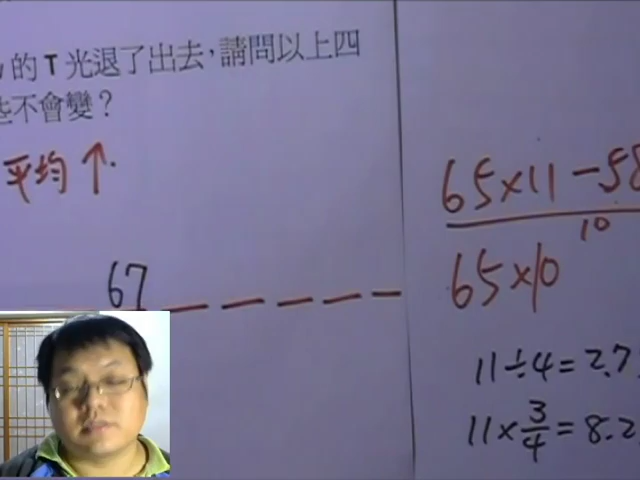 的 T 光退了出去,請問以上四
些不會變?
平均 ↑.
67
65×11-58
10
65×10
11÷4=2.7
11×3/4=8.2